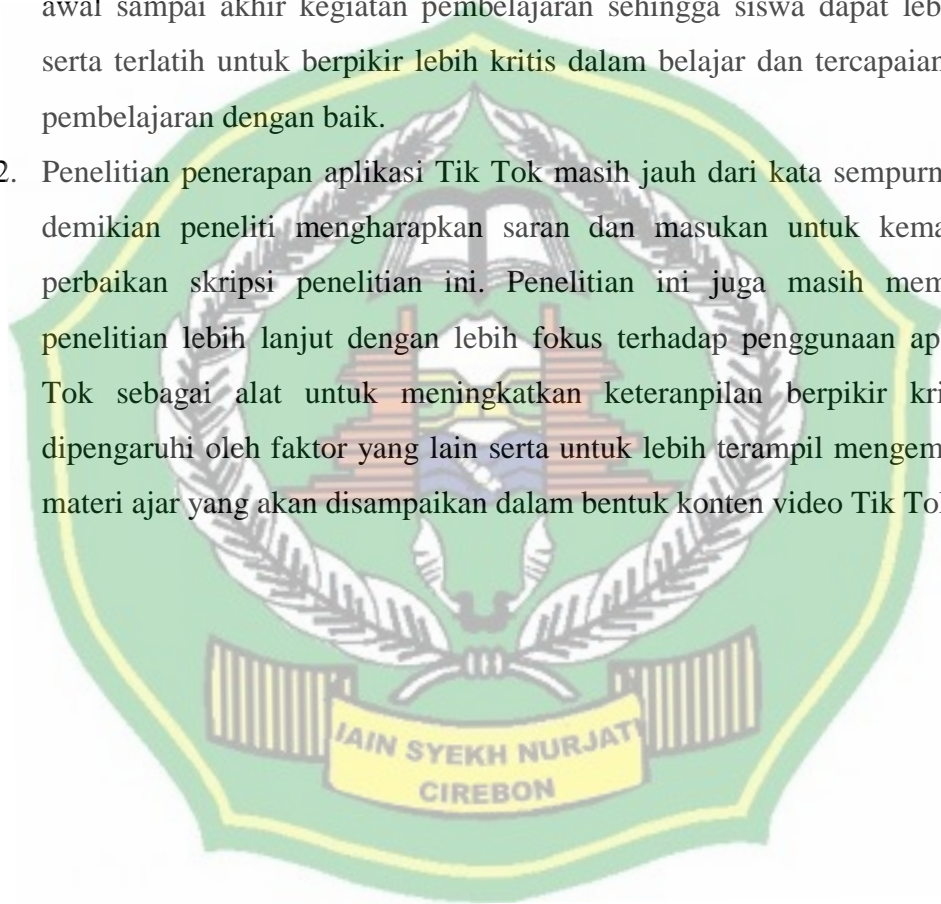 awal sampai akhir kegiatan pembelajaran sehingga siswa dapat leb
serta terlatih untuk berpikir lebih kritis dalam belajar dan tercapaian
pembelajaran dengan baik.
2. Penelitian penerapan aplikasi Tik Tok masih jauh dari kata sempurn
demikian peneliti mengharapkan saran dan masukan untuk kema
perbaikan skripsi penelitian ini. Penelitian ini juga masih mem
penelitian lebih lanjut dengan lebih fokus terhadap penggunaan ap
Tok sebagai alat untuk meningkatkan keteranpilan berpikir kri
dipengaruhi oleh faktor yang lain serta untuk lebih terampil mengem
materi ajar yang akan disampaikan dalam bentuk konten video Tik To
IAIN SYEKH NURJATI
CIREBON